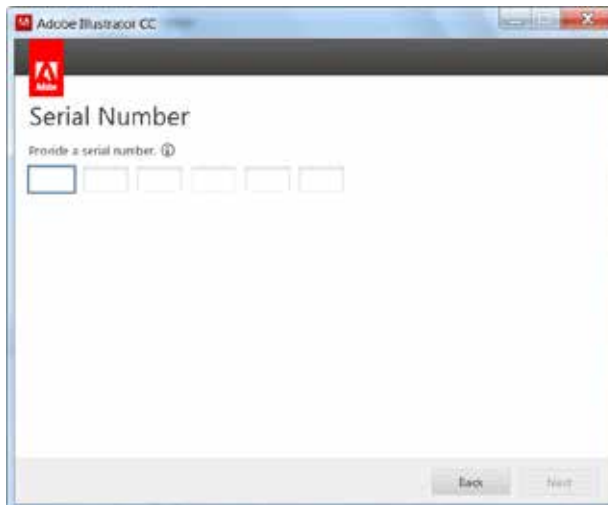 Adobe Illustrator CC
Adobe
Serial Number
Provide a serial number.
Back
Next